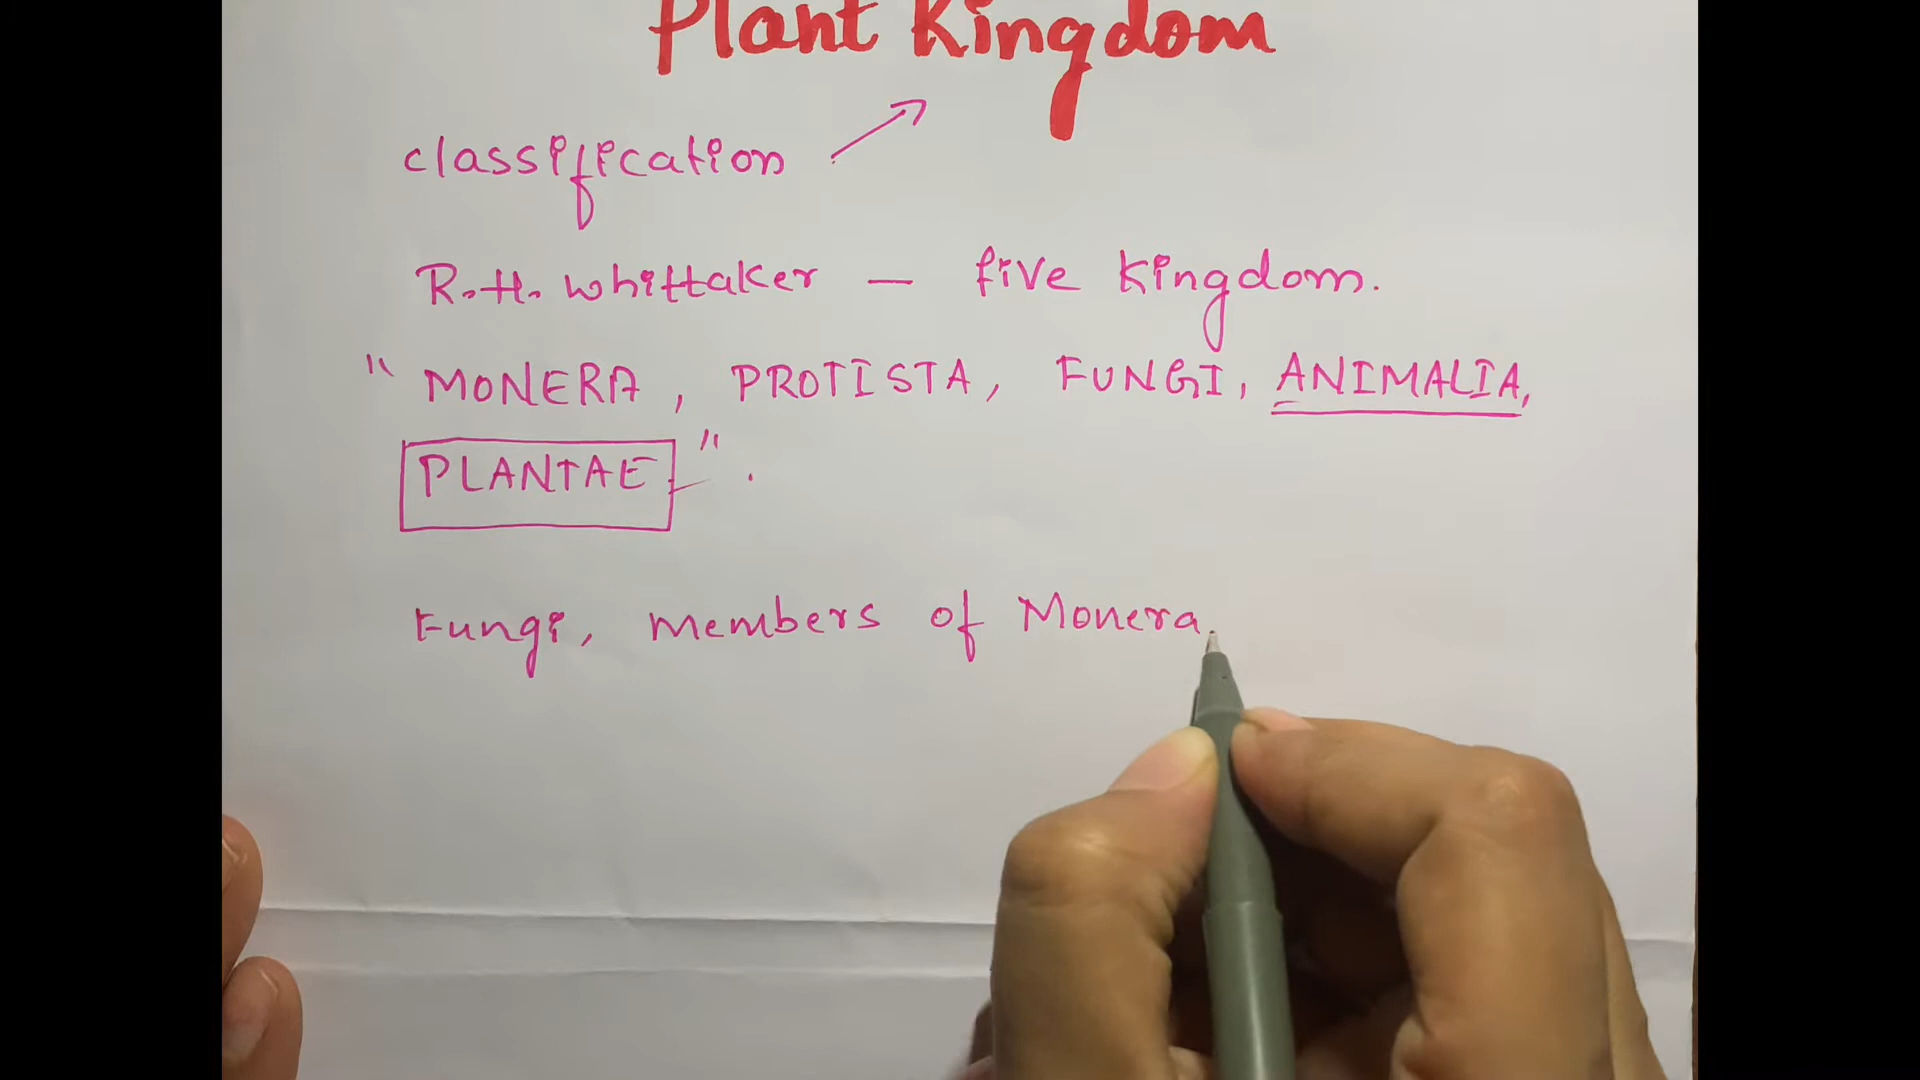 Plant Kingdom
classification
R.H. Whittaker — five Kingdom.
" MONERA, PROTISTA, FUNGI, ANIMALIA,
PLANTAE ".
Fungi, Members of Monera